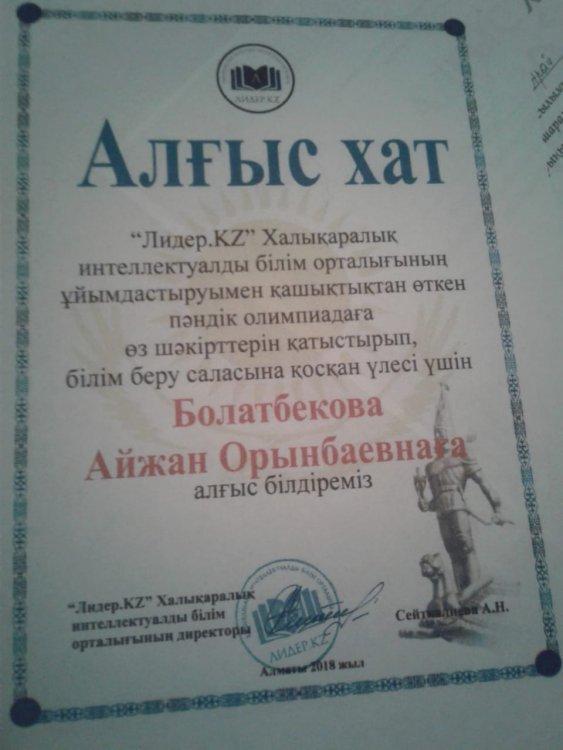 ЛИДЕР.KZ
Алғыс хат
“Лидер.KZ” Халықаралық
интеллектуалды білім орталығының
ұйымдастыруымен қашықтықтан өткен
пәндік олимпиадаға
өз шәкірттерін қатыстырып,
білім беру саласына қосқан үлесі үшін
Болатбекова
Айжан Орынбаевнаға
алғыс білдіреміз
“Лидер.KZ” Халықаралық
интеллектуалды білім
орталығының директоры
ЛИДЕР.KZ
Сейткалиева А.Н.
Алматы 2018 жыл